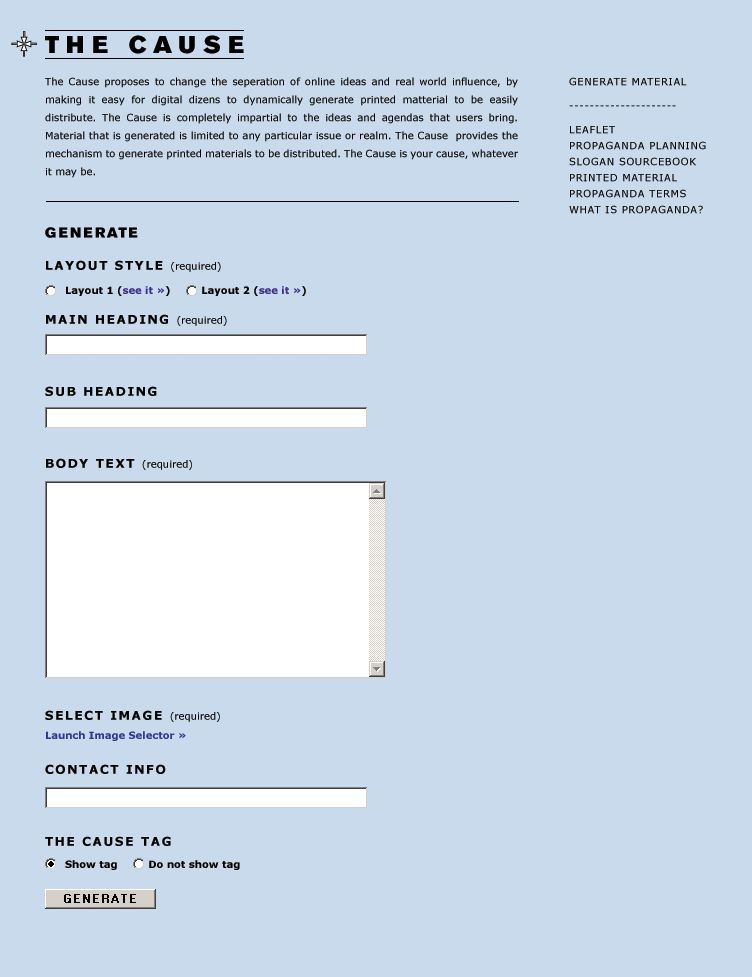 THE CAUSE
The Cause proposes to change the seperation of online ideas and real world influence, by
making it easy for digital dizens to dynamically generate printed matterial to be easily
distribute. The Cause is completely impartial to the ideas and agendas that users bring.
Material that is generated is limited to any particular issue or realm. The Cause  provides the
mechanism to generate printed materials to be distributed. The Cause is your cause, whatever
it may be.
GENERATE MATERIAL
---------------------
LEAFLET
PROPAGANDA PLANNING
SLOGAN SOURCEBOOK
PRINTED MATERIAL
PROPAGANDA TERMS
WHAT IS PROPAGANDA?
GENERATE
LAYOUT STYLE (required)
Layout 1 (see it ») Layout 2 (see it »)
MAIN HEADING (required)
SUB HEADING
BODY TEXT (required)
SELECT IMAGE (required)
Launch Image Selector »
CONTACT INFO
THE CAUSE TAG
Show tag Do not show tag
GENERATE